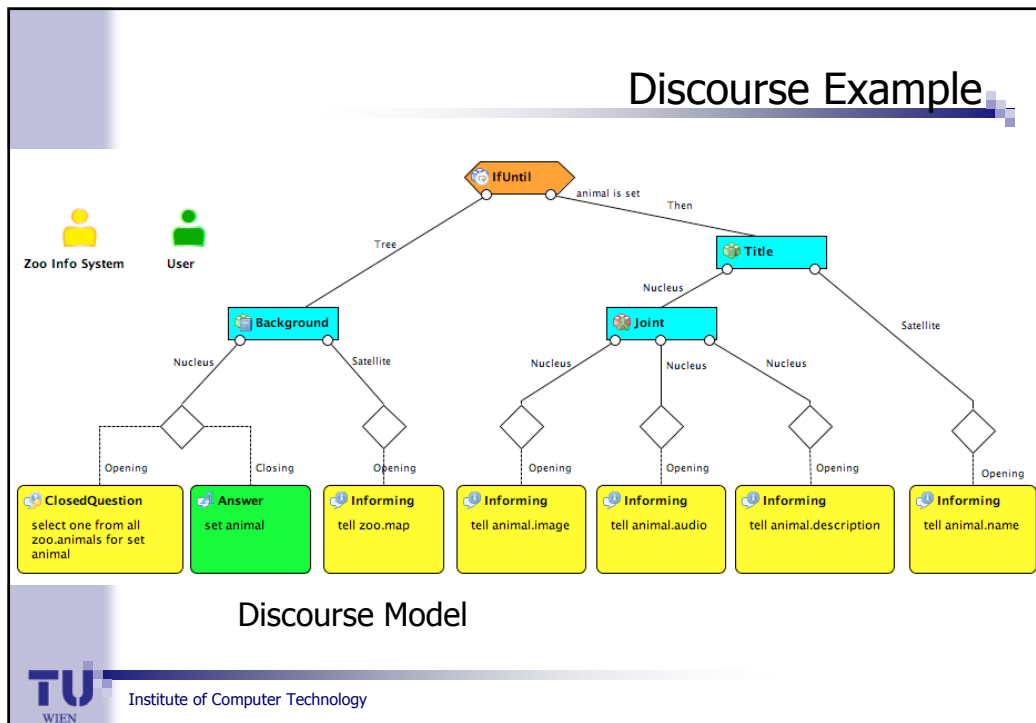 Discourse Example
IfUntil
animal is set
Then
Zoo Info System
User
Tree
Title
Nucleus
Background
Joint
Satellite
Nucleus
Satellite
Nucleus
Nucleus
Nucleus
Opening
Closing
Opening
Opening
Opening
Opening
Opening
ClosedQuestion
select one from all
zoo.animals for set
animal
Answer
set animal
Informing
tell zoo.map
Informing
tell animal.image
Informing
tell animal.audio
Informing
tell animal.description
Informing
tell animal.name
Discourse Model
TU
WIEN
Institute of Computer Technology